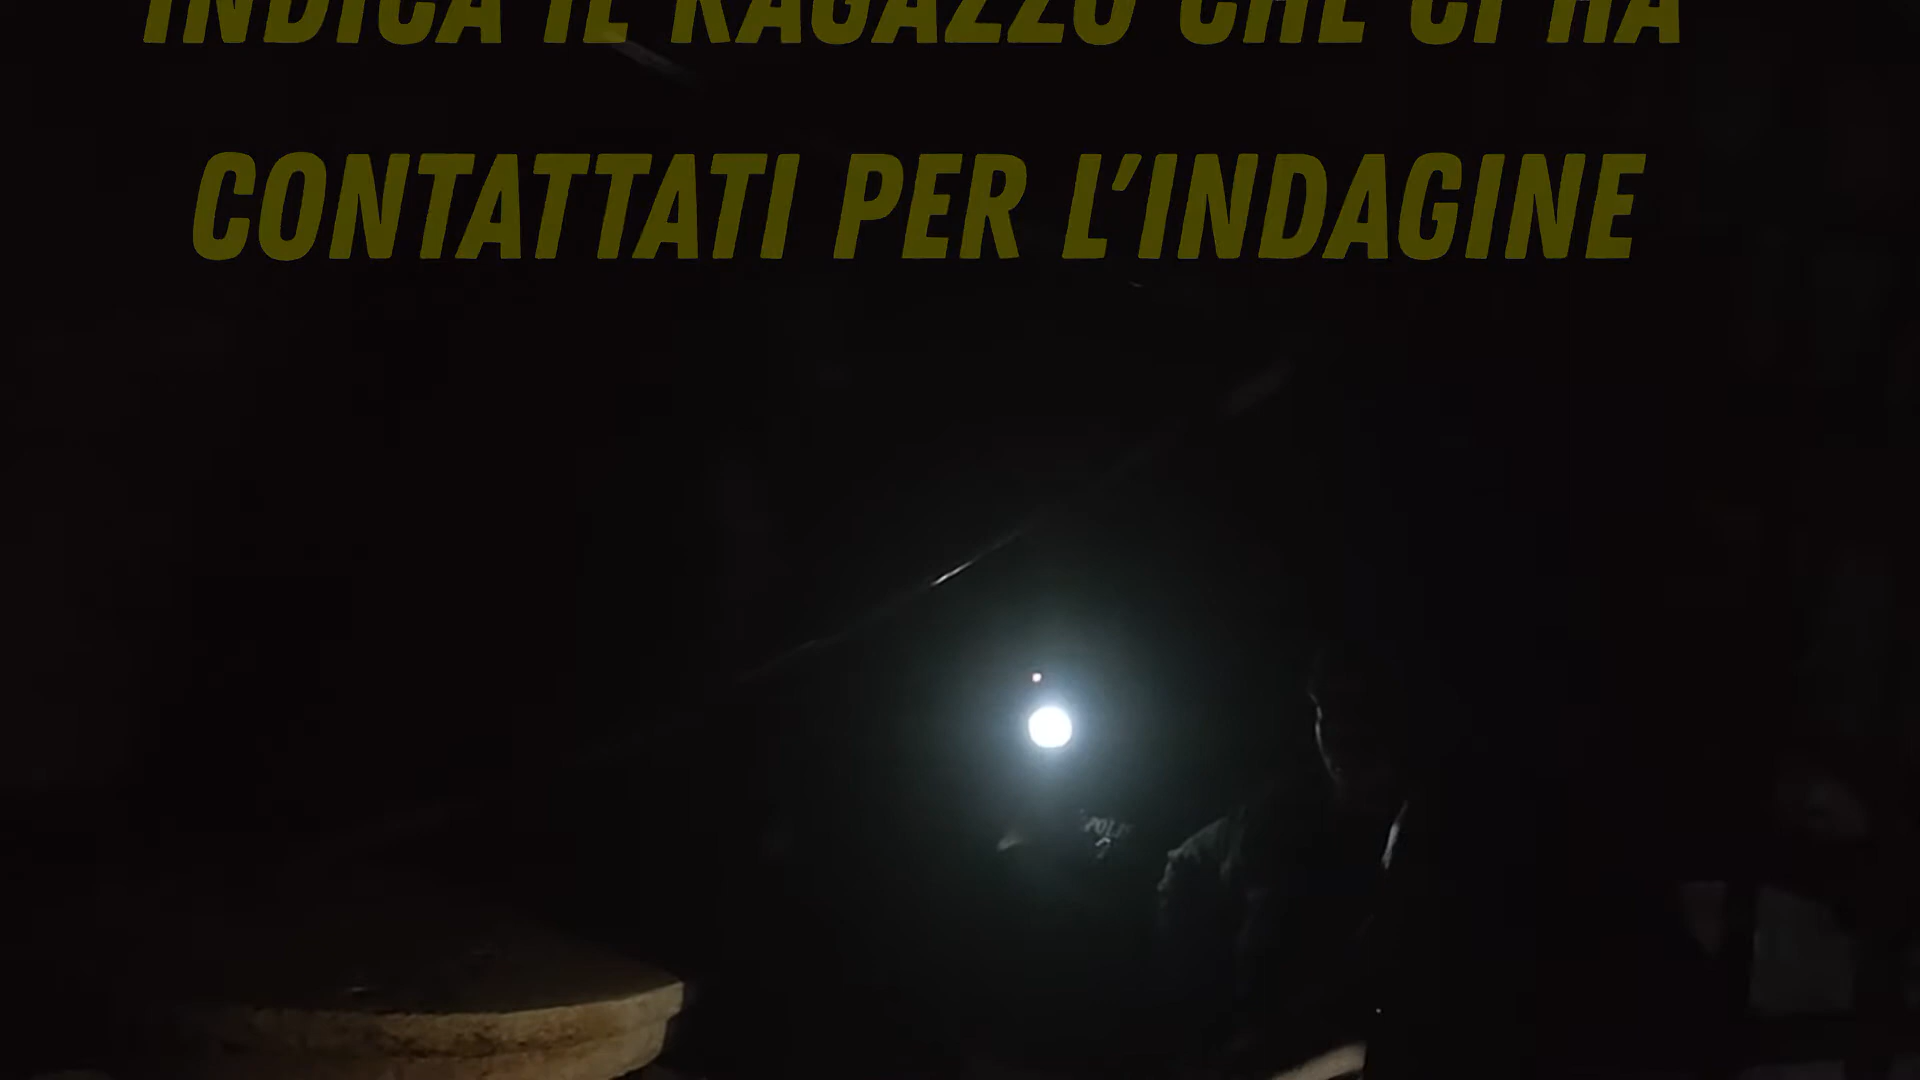 INDICA IL RAGAZZO CHE CI HA
CONTATTATI PER L'INDAGINE